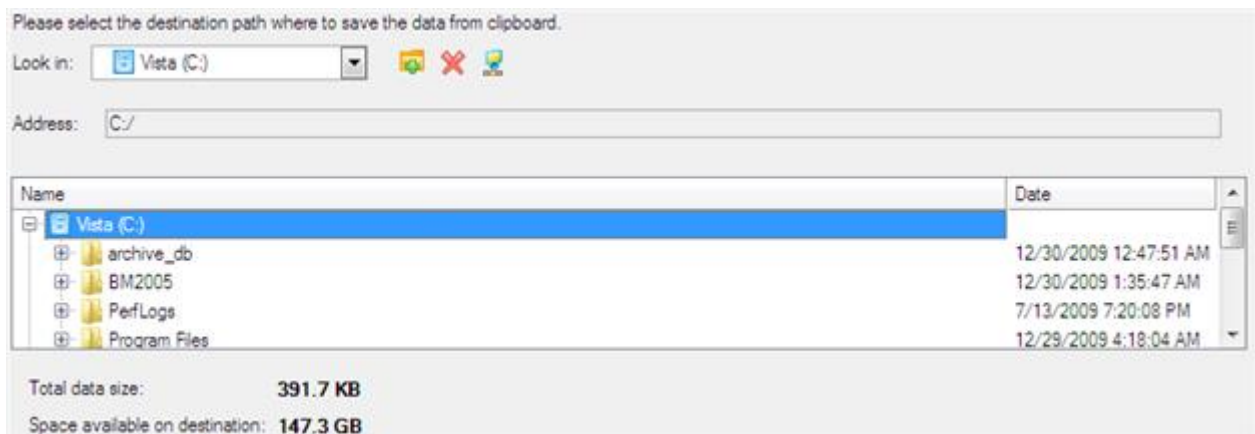 Please select the destination path where to save the data from clipboard.
Look in: Vista (C:)
Address: C:/
Name Date
Vista (C:)
archive_db 12/30/2009 12:47:51 AM
BM2005 12/30/2009 1:35:47 AM
PerfLogs 7/13/2009 7:20:08 PM
Program Files 12/29/2009 4:18:04 AM
Total data size: 391.7 KB
Space available on destination: 147.3 GB